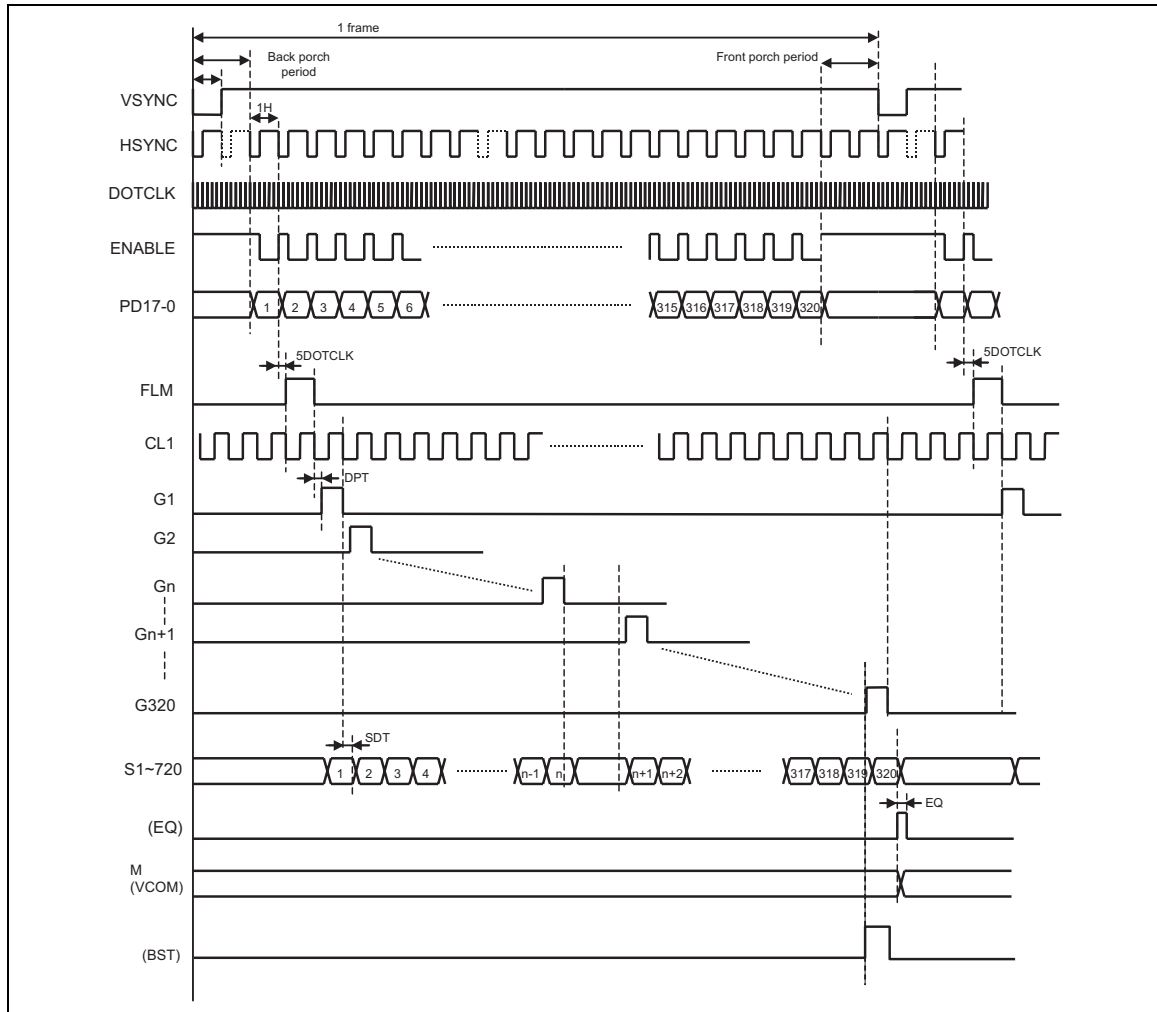 1 frame
Back porch
period
Front porch period
VSYNC
1H
HSYNC
DOTCLK
ENABLE
PD17-0
1 2 3 4 5 6 315 316 317 318 319 320
5DOTCLK
5DOTCLK
FLM
CL1
DPT
G1
G2
Gn
Gn+1
G320
SDT
S1~720
1 2 3 4 n-1 n n+1 n+2 317 318 319 320
EQ
(EQ)
M
(VCOM)
(BST)